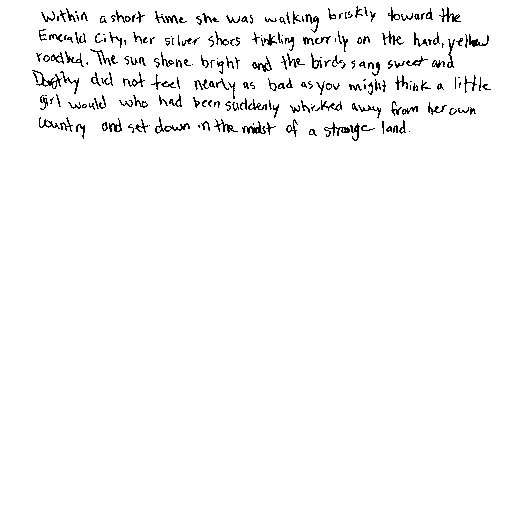 Within a short time she was walking briskly toward the
Emerald City, her silver shoes tinkling merrily on the hard, yellow
roadbed. The sun shone bright and the birds sang sweet and
Dorothy did not feel nearly as bad as you might think a little
girl would who had been suddenly whisked away from her own
country and set down in the midst of a strange land.